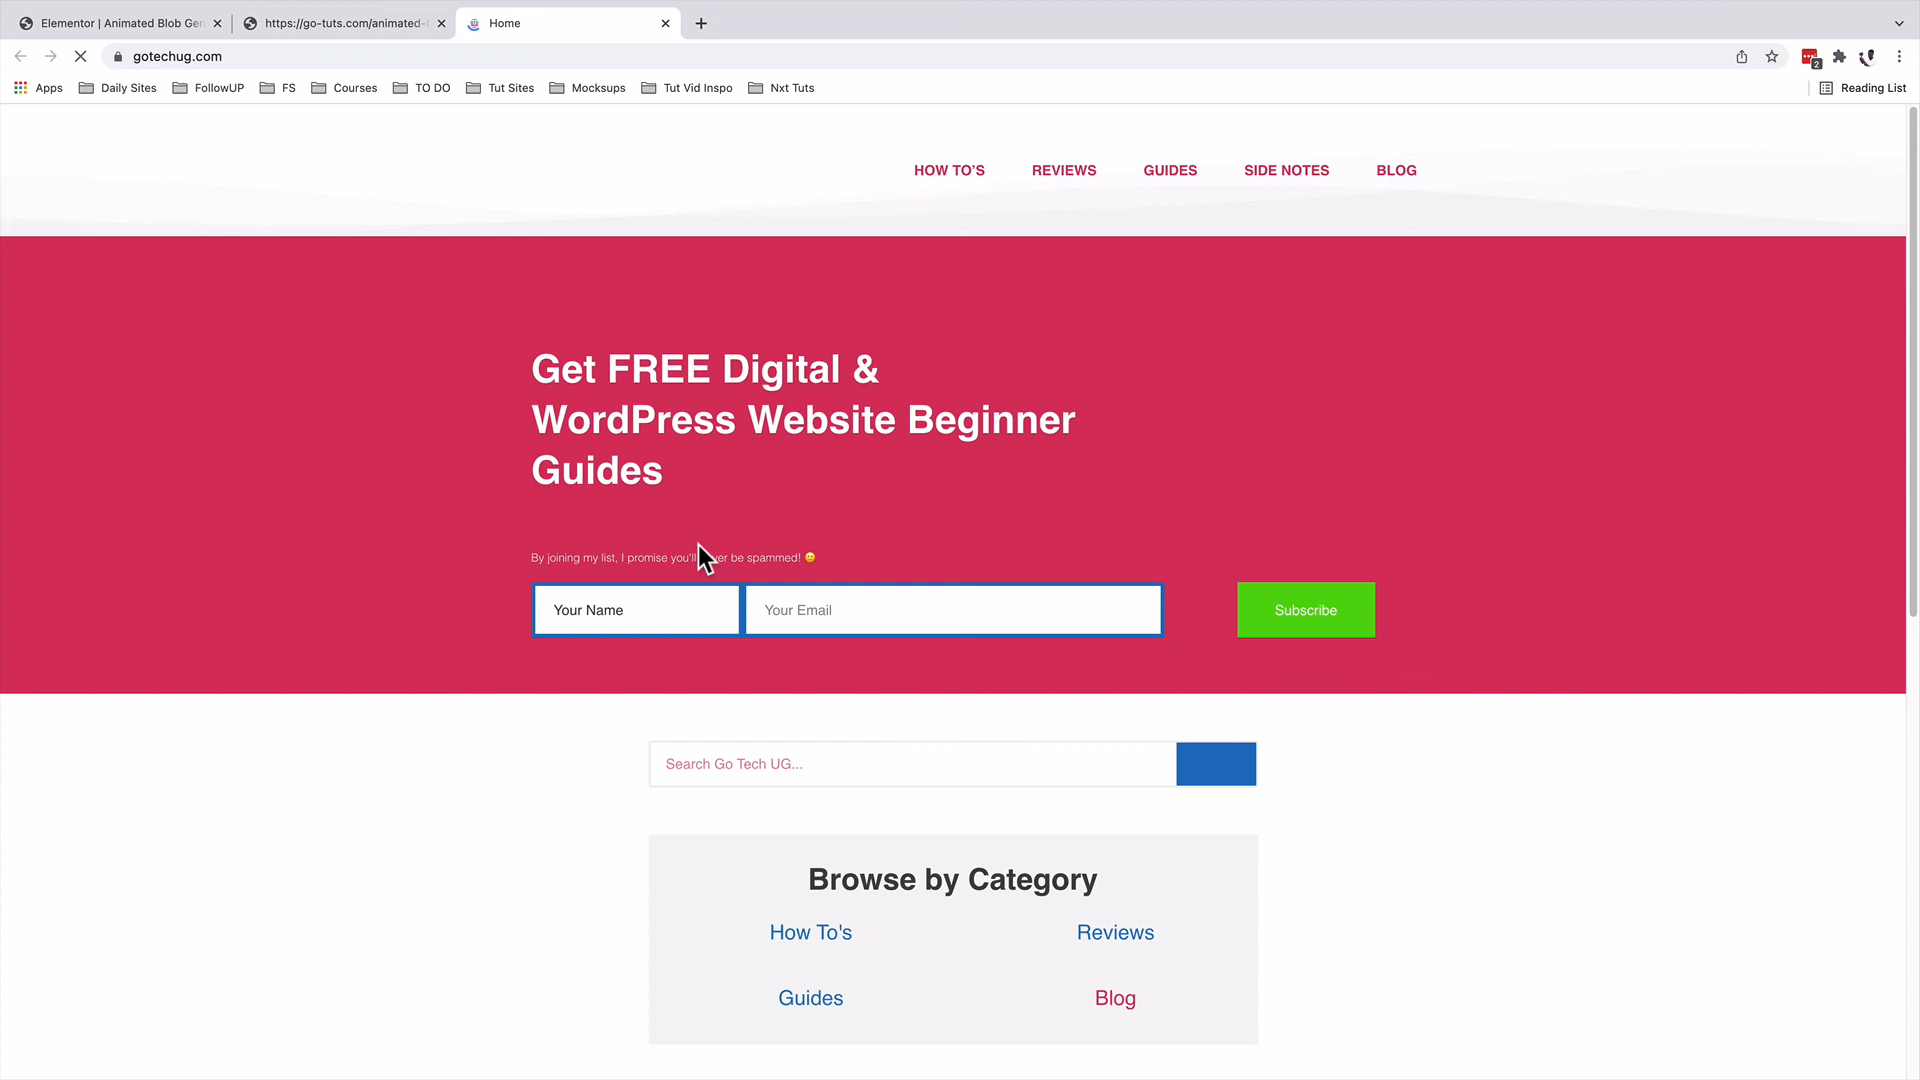 Elementor | Animated Blob Gen
https://go-tuts.com/animated-
Home
gotechug.com
2
Apps
Daily Sites
FollowUP
FS
Courses
TO DO
Tut Sites
Mocksups
Tut Vid Inspo
Nxt Tuts
Reading List
HOW TO'S
REVIEWS
GUIDES
SIDE NOTES
BLOG
Get FREE Digital &
WordPress Website Beginner
Guides
By joining my list, I promise you'll ver be spammed! 🙂
Your Name
Your Email
Subscribe
Search Go Tech UG...
Browse by Category
How To's
Reviews
Guides
Blog